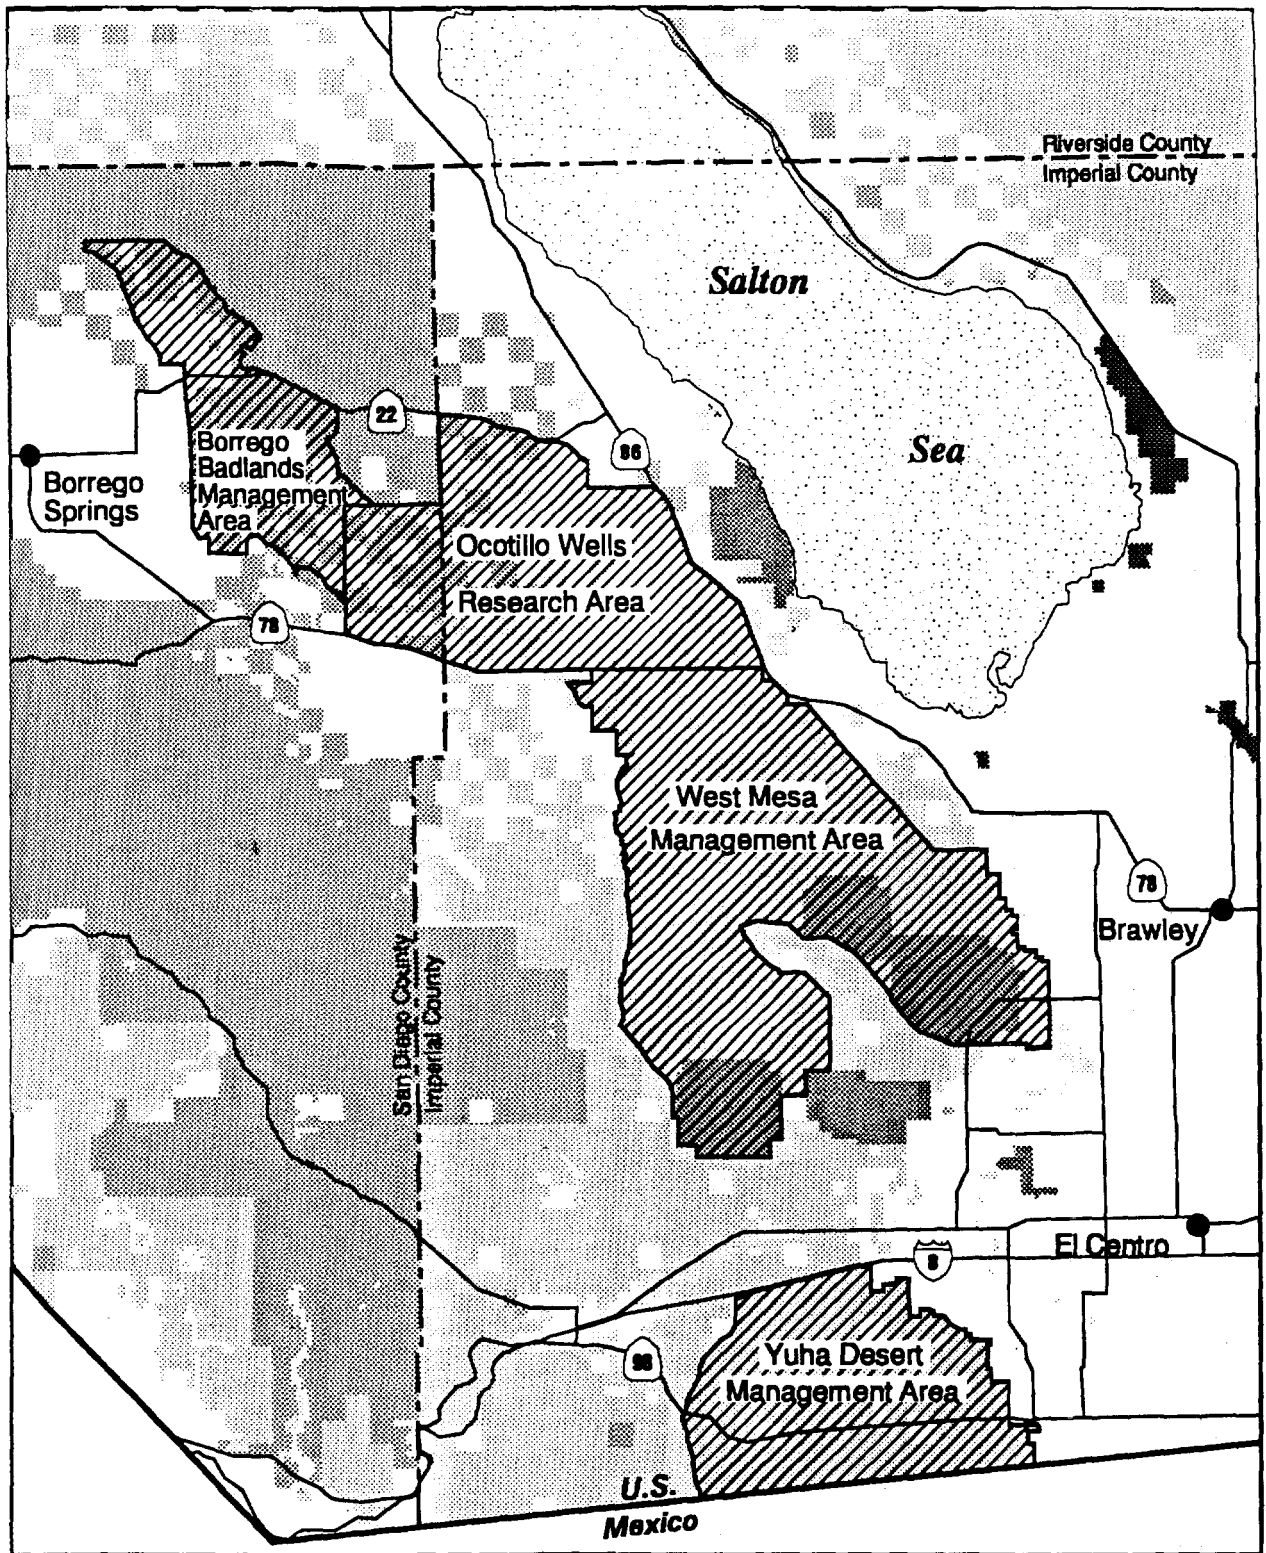 Riverside County
Imperial County
Salton
Sea
22
86
Borrego
Badlands
Management
Area
Borrego
Springs
Ocotillo Wells
Research Area
78
West Mesa
Management Area
78
Brawley
San Diego County
Imperial County
El Centro
8
98
Yuha Desert
Management Area
U.S.
Mexico